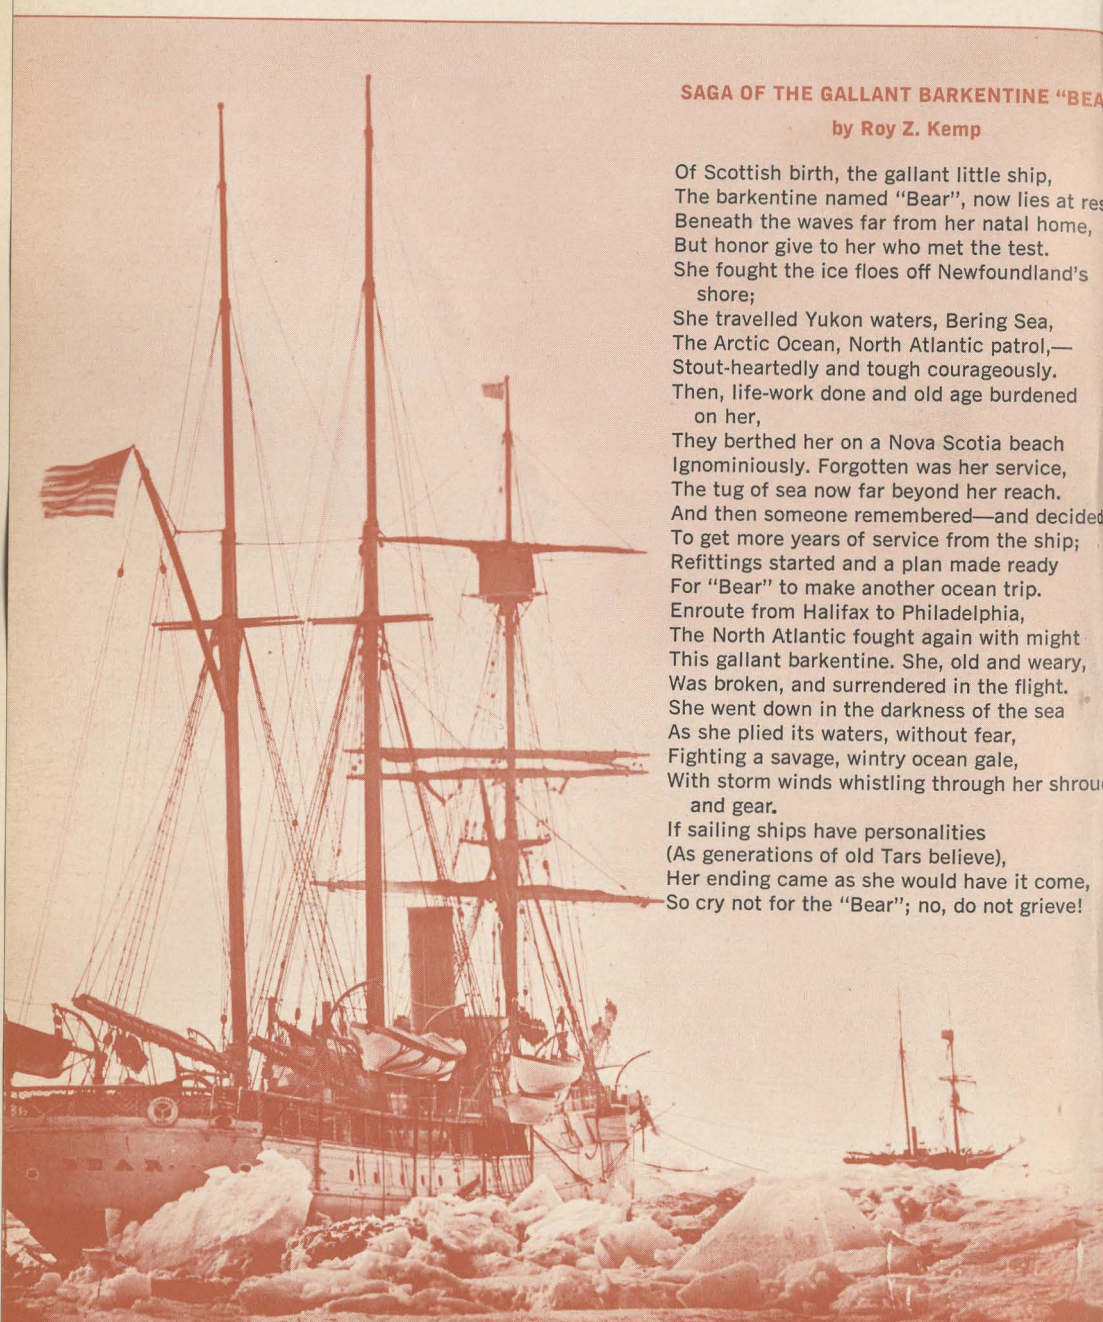 SAGA OF THE GALLANT BARKENTINE "BEA
by Roy Z. Kemp
Of Scottish birth, the gallant little ship,
The barkentine named "Bear", now lies at res
Beneath the waves far from her natal home,
But honor give to her who met the test.
She fought the ice floes off Newfoundland's
shore;
She travelled Yukon waters, Bering Sea,
The Arctic Ocean, North Atlantic patrol,—
Stout-heartedly and tough courageously.
Then, life-work done and old age burdened
on her,
They berthed her on a Nova Scotia beach
Ignominiously. Forgotten was her service,
The tug of sea now far beyond her reach.
And then someone remembered—and decided
To get more years of service from the ship;
Refittings started and a plan made ready
For "Bear" to make another ocean trip.
Enroute from Halifax to Philadelphia,
The North Atlantic fought again with might
This gallant barkentine. She, old and weary,
Was broken, and surrendered in the flight.
She went down in the darkness of the sea
As she plied its waters, without fear,
Fighting a savage, wintry ocean gale,
With storm winds whistling through her shrou
and gear.
If sailing ships have personalities
(As generations of old Tars believe),
Her ending came as she would have it come,
So cry not for the "Bear"; no, do not grieve!
BEAR